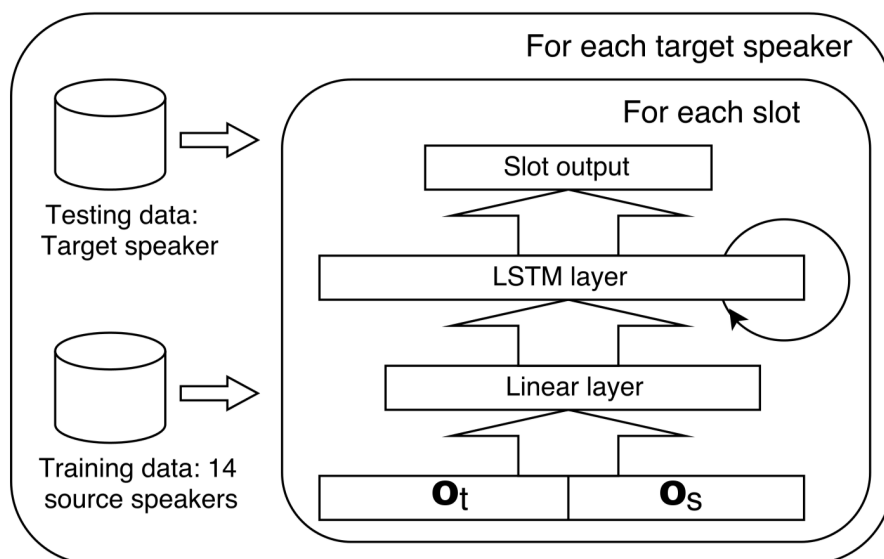 For each target speaker
For each slot
Slot output
Testing data:
Target speaker
LSTM layer
Linear layer
Training data: 14
source speakers
ot os